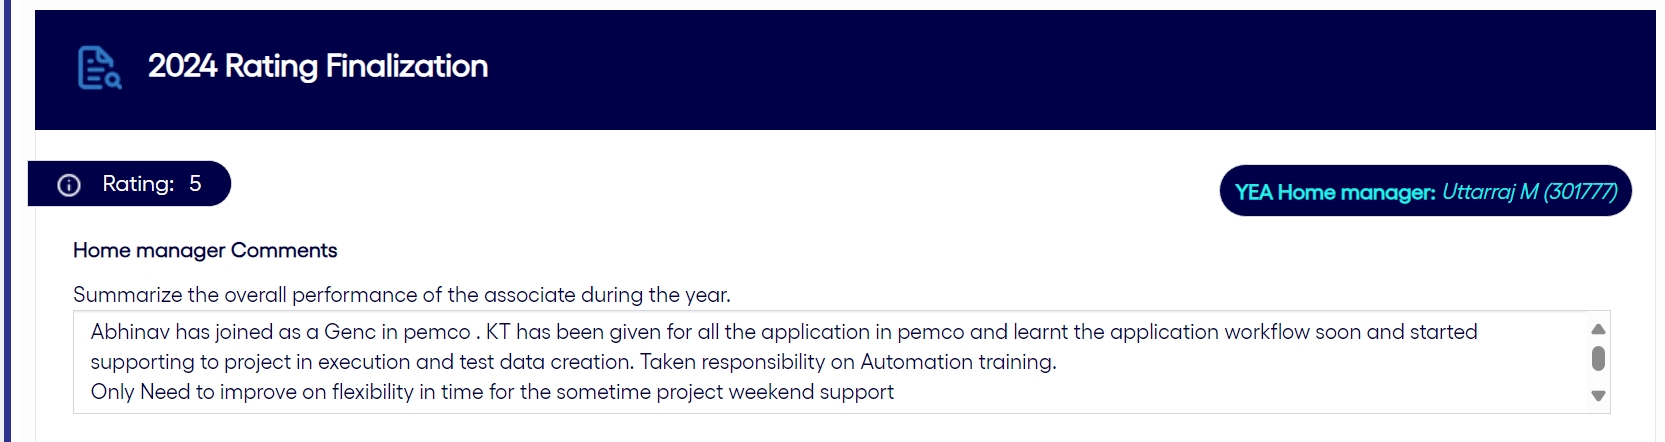 2024 Rating Finalization
Rating: 5
YEA Home manager: Uttarraj M (301777)
Home manager Comments
Summarize the overall performance of the associate during the year.
Abhinav has joined as a Genc in pemco . KT has been given for all the application in pemco and learnt the application workflow soon and started
supporting to project in execution and test data creation. Taken responsibility on Automation training.
Only Need to improve on flexibility in time for the sometime project weekend support